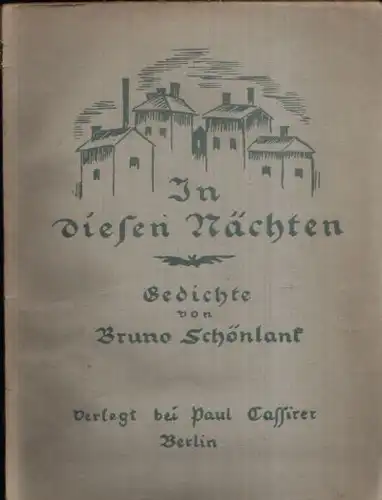 In
diesen Nächten
Gedichte
von
Bruno Schönlank
Verlegt bei Paul Cassirer
Berlin